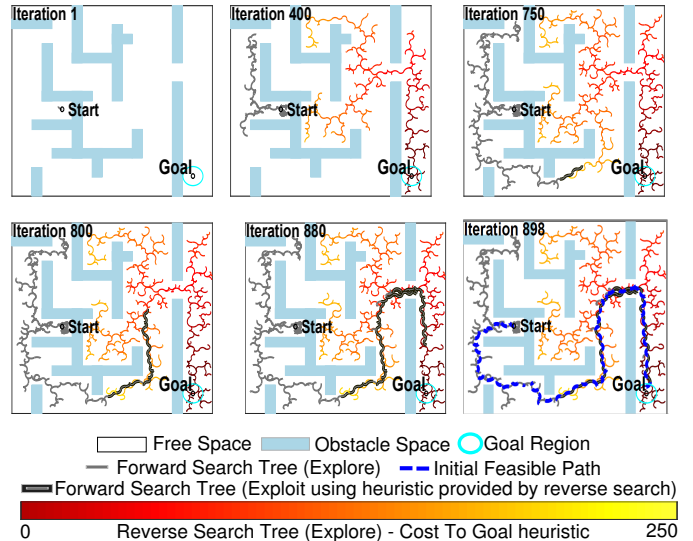 Iteration 1
Iteration 400
Iteration 750
Start
Start
Start
Goal
Goal
Goal
Iteration 800
Iteration 880
Iteration 898
Start
Start
Start
Goal
Goal
Goal
Free Space
Obstacle Space
Goal Region
Forward Search Tree (Explore)
Initial Feasible Path
Forward Search Tree (Exploit using heuristic provided by reverse search)
0
Reverse Search Tree (Explore) - Cost To Goal heuristic
250